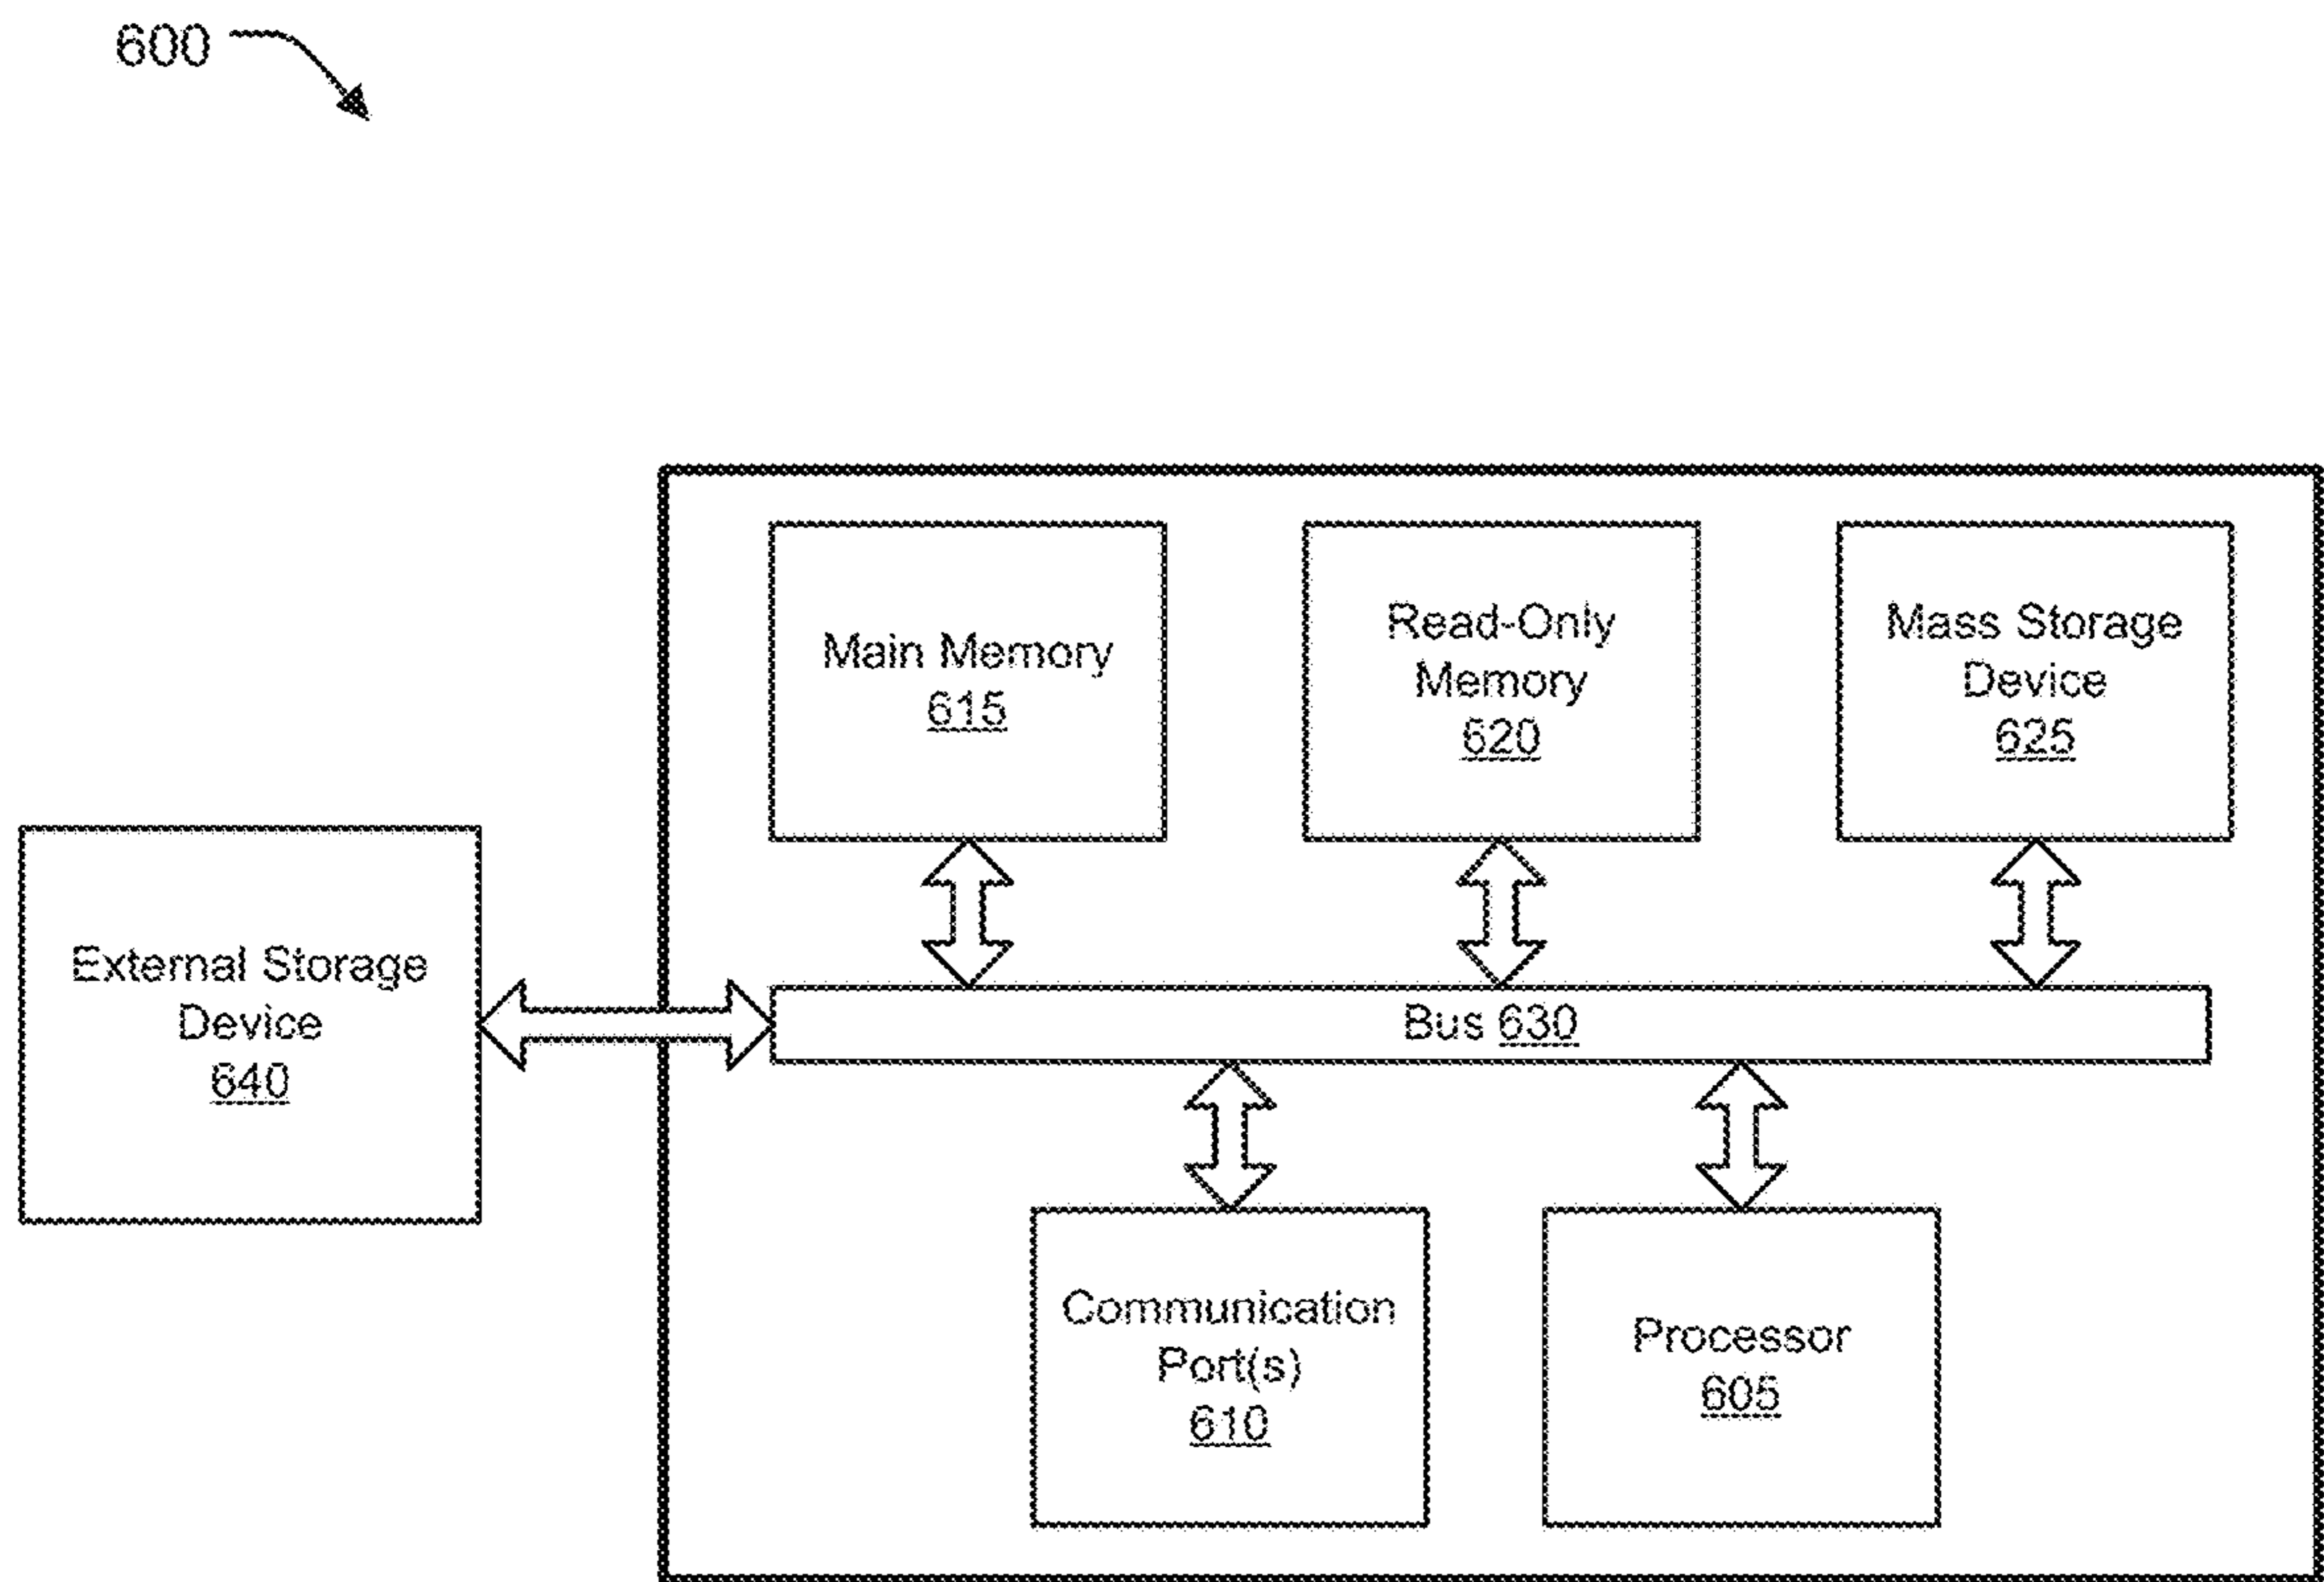 600
Main Memory
615
Read-Only
Memory
620
Mass Storage
Device
625
External Storage
Device
640
Bus 630
Communication
Port(s)
610
Processor
605